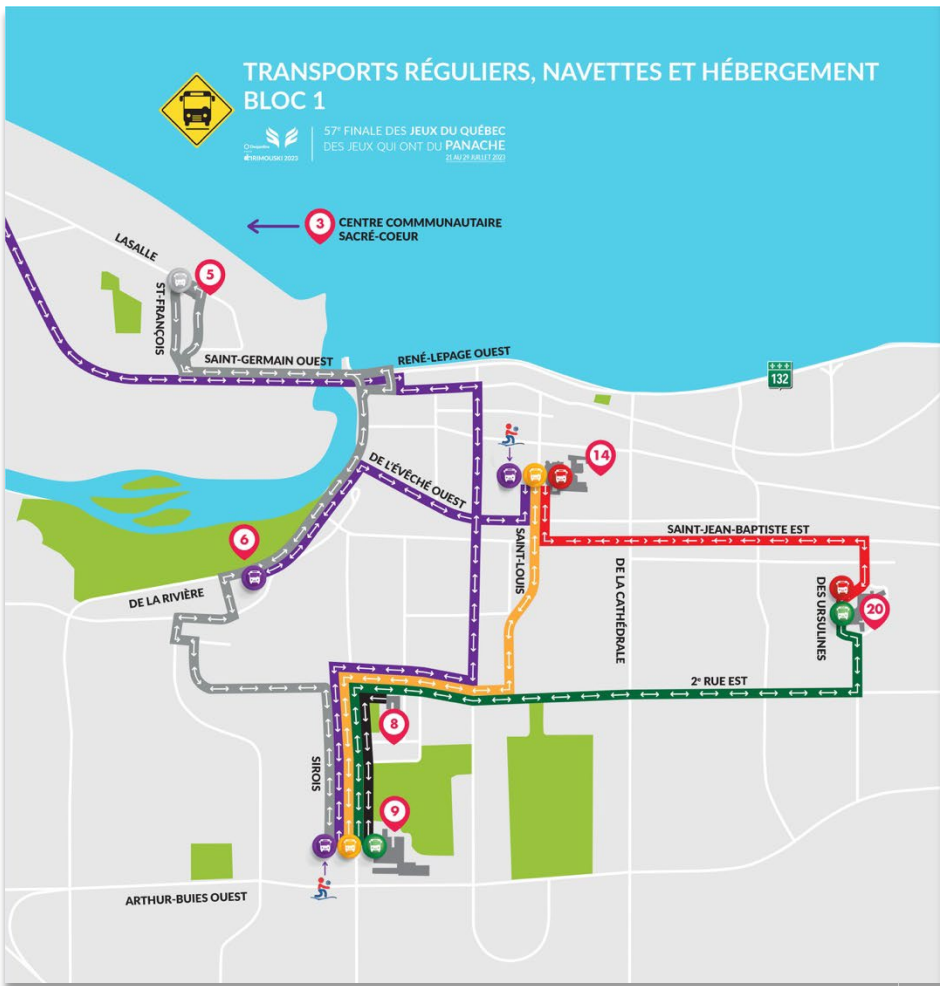 TRANSPORTS RÉGULIERS, NAVETTES ET HÉBERGEMENT
BLOC 1
57e FINALE DES JEUX DU QUÉBEC
DES JEUX QUI ONT DU PANACHE
RIMOUSKI 2023
21 AU 29 JUILLET 2023
3
CENTRE COMMMUNAUTAIRE
SACRÉ-COEUR
LASALLE
5
ST-FRANÇOIS
SAINT-GERMAIN OUEST
RENÉ-LEPAGE OUEST
132
14
DE L'ÉVÊCHÉ OUEST
SAINT-LOUIS
SAINT-JEAN-BAPTISTE EST
6
DE LA RIVIÈRE
DE LA CATHÉDRALE
DES URSULINES
20
2e RUE EST
8
SIROIS
9
ARTHUR-BUIES OUEST